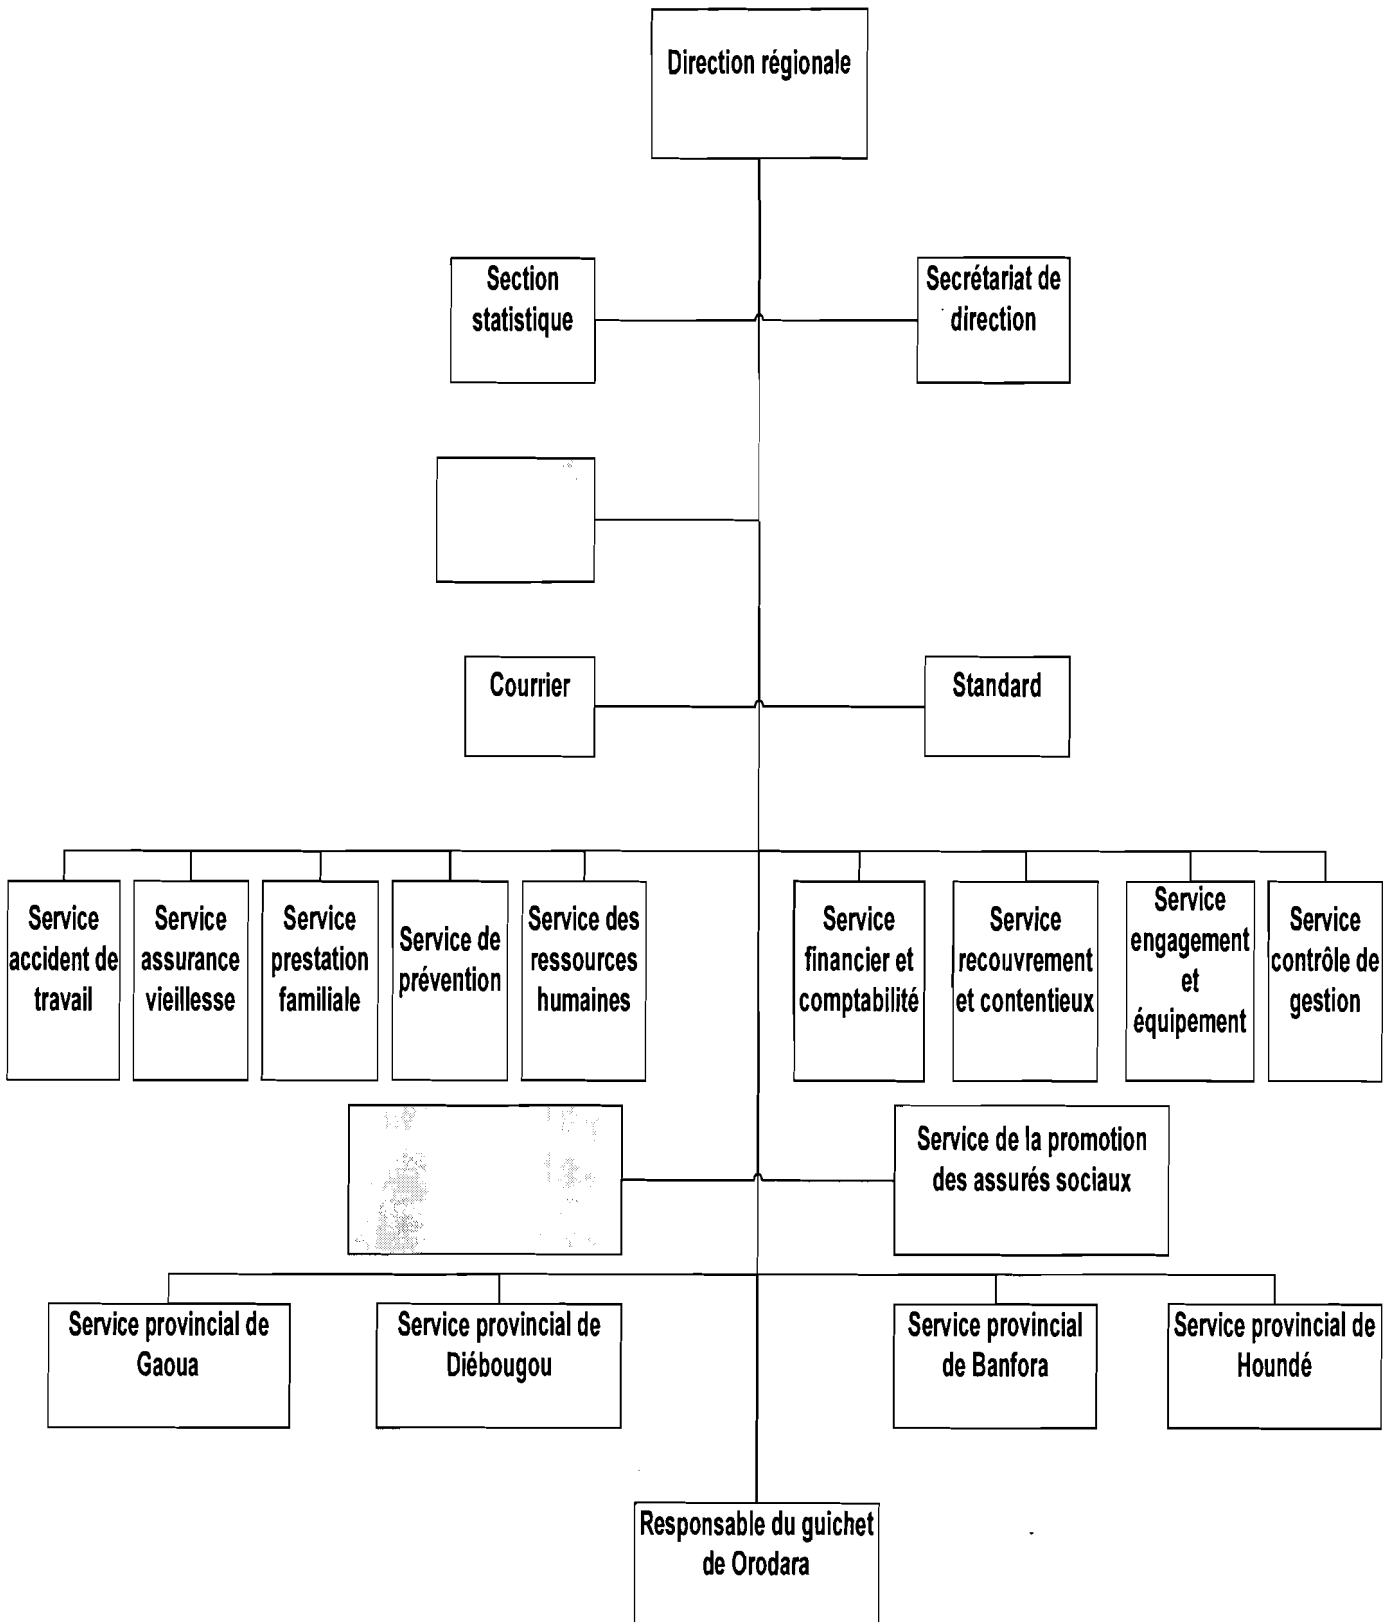 Direction régionale
Section
statistique
Secrétariat de
direction
Courrier
Standard
Service
accident de
travail
Service
assurance
vieillesse
Service
prestation
familiale
Service de
prévention
Service des
ressources
humaines
Service
financier et
comptabilité
Service
recouvrement
et contentieux
Service
engagement
et
équipement
Service
contrôle de
gestion
Service de la promotion
des assurés sociaux
Service provincial de
Gaoua
Service provincial de
Diébougou
Service provincial
de Banfora
Service provincial de
Houndé
Responsable du guichet
de Orodara